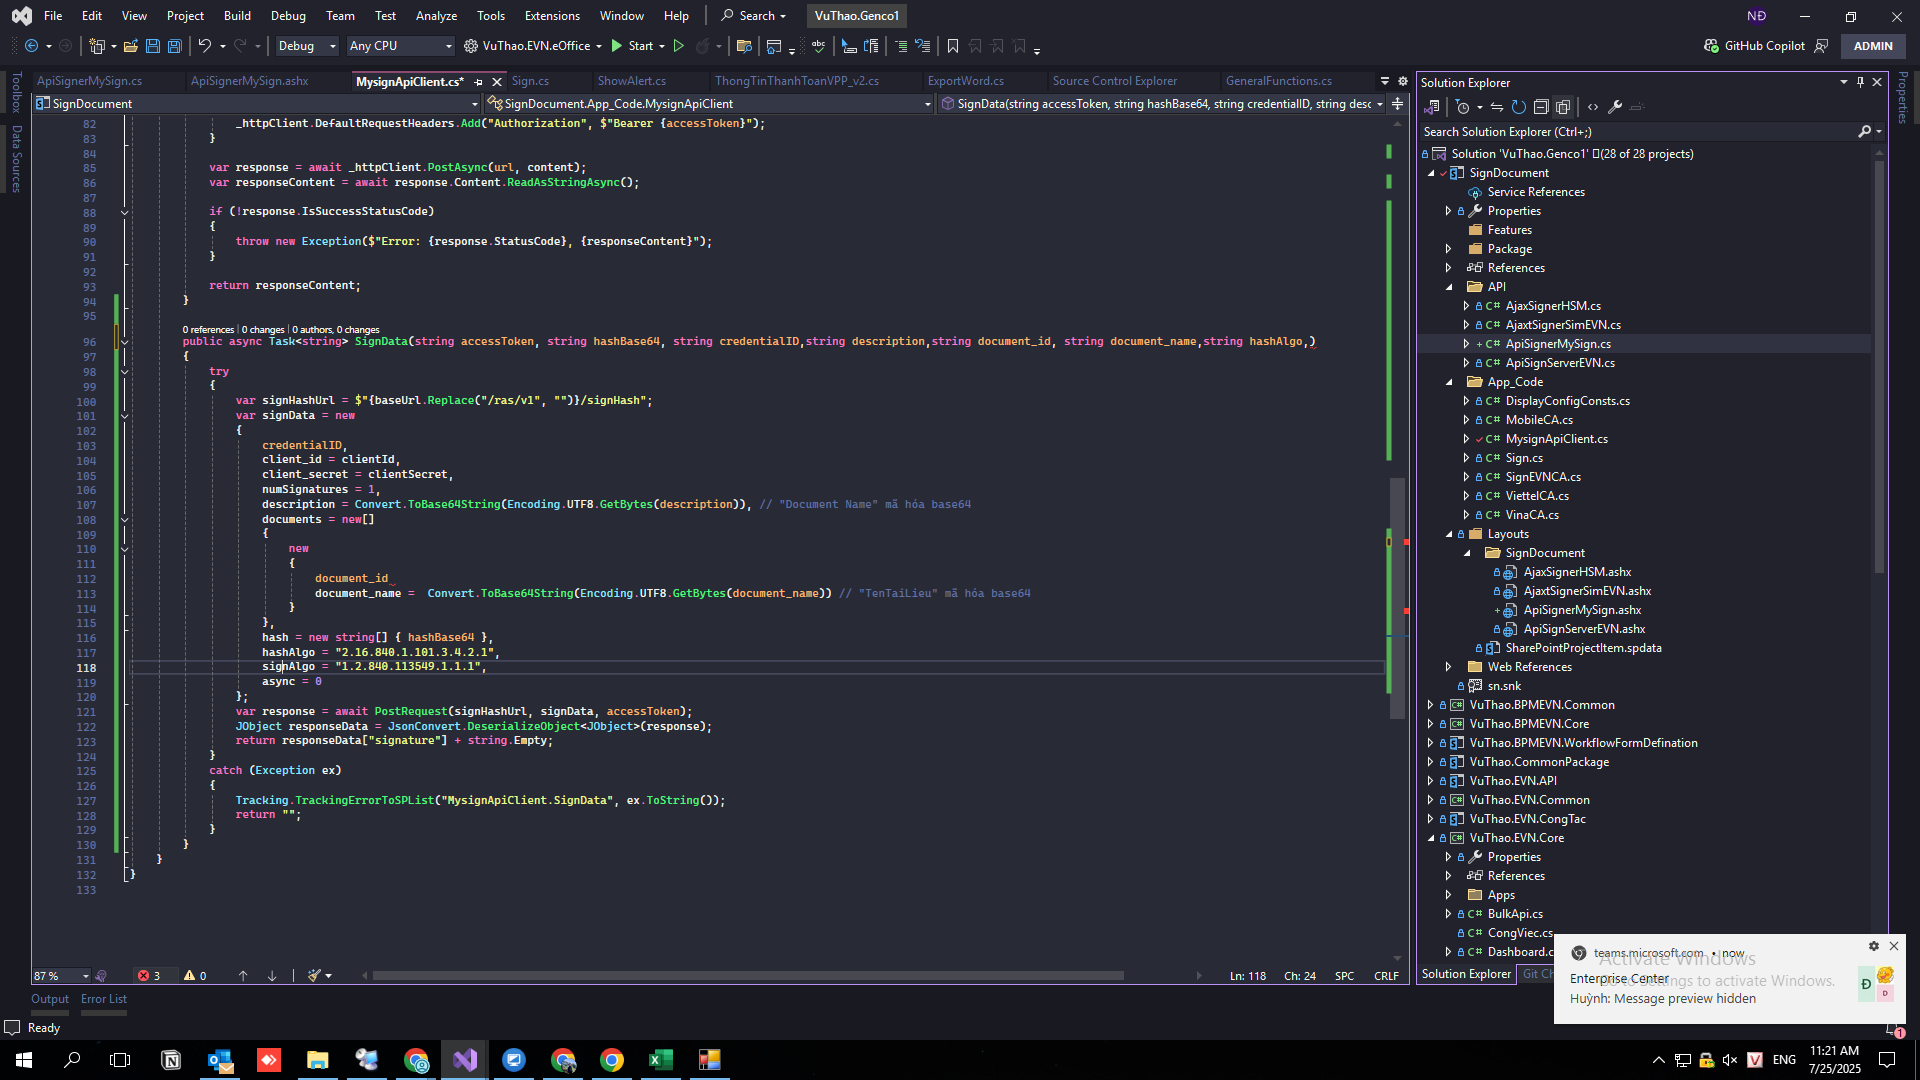 File Edit View Project Build Debug Team Test Analyze Tools Extensions Window Help Search VuThao.Genco1 NĐ
Debug Any CPU VuThao.EVN.eOffice Start GitHub Copilot ADMIN
ApiSignerMySign.cs ApiSignerMySign.ashx MysignApiClient.cs* Sign.cs ShowAlert.cs ThongTinThanhToanVPP_v2.cs ExportWord.cs Source Control Explorer GeneralFunctions.cs
SignDocument SignDocument.App_Code.MysignApiClient SignData(string accessToken, string hashBase64, string credentialID, string desc
Toolbox
Data Sources
82 _httpClient.DefaultRequestHeaders.Add("Authorization", $"Bearer {accessToken}");
83 }
84
85 var response = await _httpClient.PostAsync(url, content);
86 var responseContent = await response.Content.ReadAsStringAsync();
87
88 if (!response.IsSuccessStatusCode)
89 {
90 throw new Exception($"Error: {response.StatusCode}, {responseContent}");
91 }
92
93 return responseContent;
94 }
95
0 references | 0 changes | 0 authors, 0 changes
96 public async Task<string> SignData(string accessToken, string hashBase64, string credentialID,string description,string document_id, string document_name,string hashAlgo,)
97 {
98 try
99 {
100 var signHashUrl = $"{baseUrl.Replace("/ras/v1", "")}/signHash";
101 var signData = new
102 {
103 credentialID,
104 client_id = clientId,
105 client_secret = clientSecret,
106 numSignatures = 1,
107 description = Convert.ToBase64String(Encoding.UTF8.GetBytes(description)), // "Document Name" mã hóa base64
108 documents = new[]
109 {
110 new
111 {
112 document_id
113 document_name = Convert.ToBase64String(Encoding.UTF8.GetBytes(document_name)) // "TenTaiLieu" mã hóa base64
114 }
115 },
116 hash = new string[] { hashBase64 },
117 hashAlgo = "2.16.840.1.101.3.4.2.1",
118 signAlgo = "1.2.840.113549.1.1.1",
119 async = 0
120 };
121 var response = await PostRequest(signHashUrl, signData, accessToken);
122 JObject responseData = JsonConvert.DeserializeObject<JObject>(response);
123 return responseData["signature"] + string.Empty;
124 }
125 catch (Exception ex)
126 {
127 Tracking.TrackingErrorToSPList("MysignApiClient.SignData", ex.ToString());
128 return "";
129 }
130 }
131 }
132 }
133
87 % 3 0 Ln: 118 Ch: 24 SPC CRLF
Output Error List
Ready
Solution Explorer
Search Solution Explorer (Ctrl+;)
Solution 'VuThao.Genco1' (28 of 28 projects)
SignDocument
Service References
Properties
Features
Package
References
API
C# AjaxSignerHSM.cs
C# AjaxtSignerSimEVN.cs
+ C# ApiSignerMySign.cs
C# ApiSignServerEVN.cs
App_Code
C# DisplayConfigConsts.cs
C# MobileCA.cs
C# MysignApiClient.cs
C# Sign.cs
C# SignEVNCA.cs
C# ViettelCA.cs
C# VinaCA.cs
Layouts
SignDocument
AjaxSignerHSM.ashx
AjaxtSignerSimEVN.ashx
+ ApiSignerMySign.ashx
ApiSignServerEVN.ashx
SharePointProjectItem.spdata
Web References
sn.snk
VuThao.BPMEVN.Common
VuThao.BPMEVN.Core
VuThao.BPMEVN.WorkflowFormDefination
VuThao.CommonPackage
VuThao.EVN.API
VuThao.EVN.Common
VuThao.EVN.CongTac
VuThao.EVN.Core
Properties
References
Apps
C# BulkApi.cs
C# CongViec.cs
C# Dashboard.c
Solution Explorer Git Ch
Properties
teams.microsoft.com • now
Enterprise Center
Huỳnh: Message preview hidden
Đ
D
Activate Windows
Go to Settings to activate Windows.
1
ENG
11:21 AM
7/25/2025